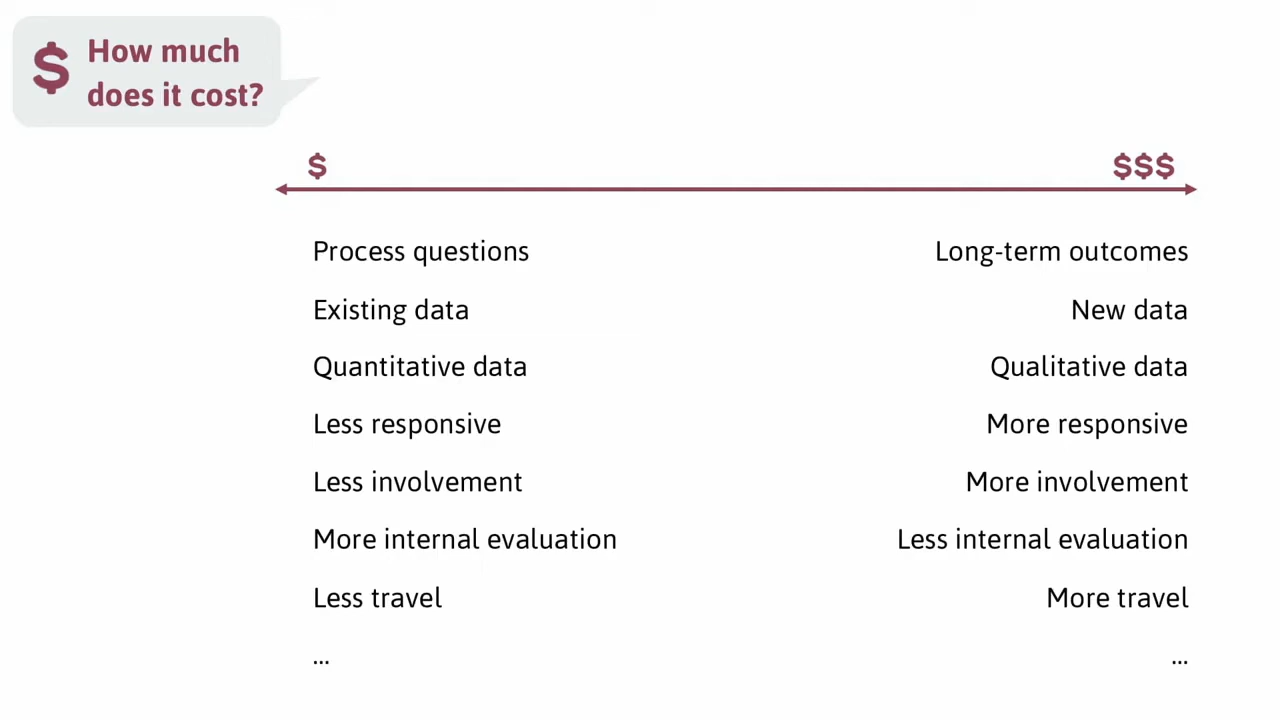 $ How much
does it cost?
$ $$$
Process questions Long-term outcomes
Existing data New data
Quantitative data Qualitative data
Less responsive More responsive
Less involvement More involvement
More internal evaluation Less internal evaluation
Less travel More travel
... ...